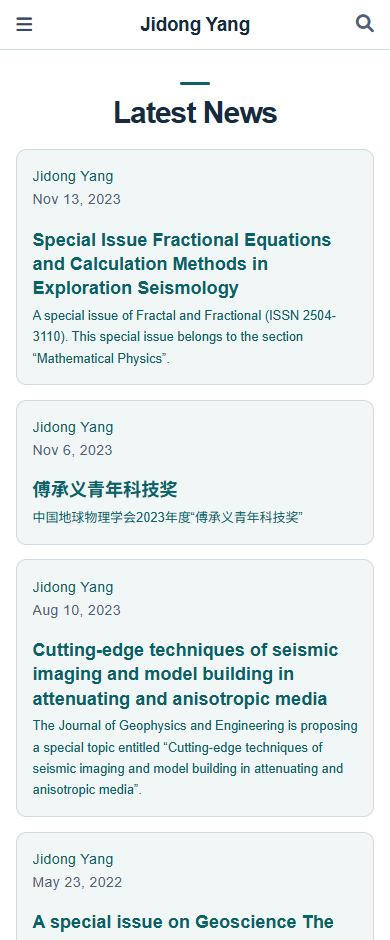 Jidong Yang
Latest News
Jidong Yang
Nov 13, 2023
Special Issue Fractional Equations
and Calculation Methods in
Exploration Seismology
A special issue of Fractal and Fractional (ISSN 2504-
3110). This special issue belongs to the section
“Mathematical Physics”.
Jidong Yang
Nov 6, 2023
傅承义青年科技奖
中国地球物理学会2023年度“傅承义青年科技奖”
Jidong Yang
Aug 10, 2023
Cutting-edge techniques of seismic
imaging and model building in
attenuating and anisotropic media
The Journal of Geophysics and Engineering is proposing
a special topic entitled “Cutting-edge techniques of
seismic imaging and model building in attenuating and
anisotropic media”.
Jidong Yang
May 23, 2022
A special issue on Geoscience The